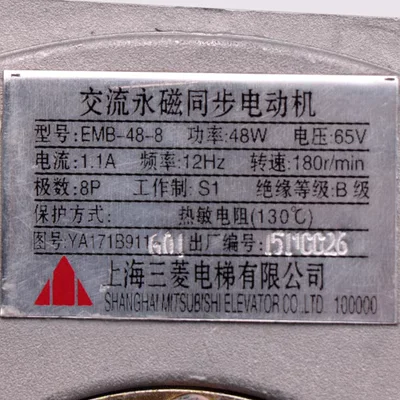 交流永磁同步电动机
型号:EMB-48-8 功率:48W 电压:65V
电流:1.1A 频率:12Hz 转速:180r/min
极数:8P 工作制:S1 绝缘等级:B级
保护方式: 热敏电阻(130℃)
图号:YA171B911 出厂编号:
上海三菱电梯有限公司
SHANGHAI MITSUBISHI ELEVATOR CO.LTD 100000